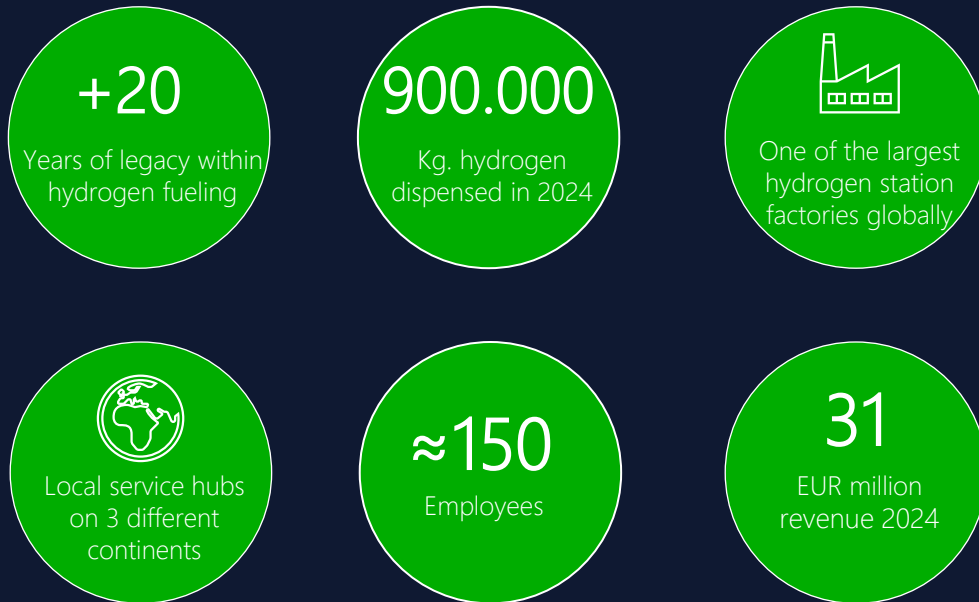 +20
Years of legacy within
hydrogen fueling
900.000
Kg. hydrogen
dispensed in 2024
One of the largest
hydrogen station
factories globally
Local service hubs
on 3 different
continents
≈150
Employees
31
EUR million
revenue 2024